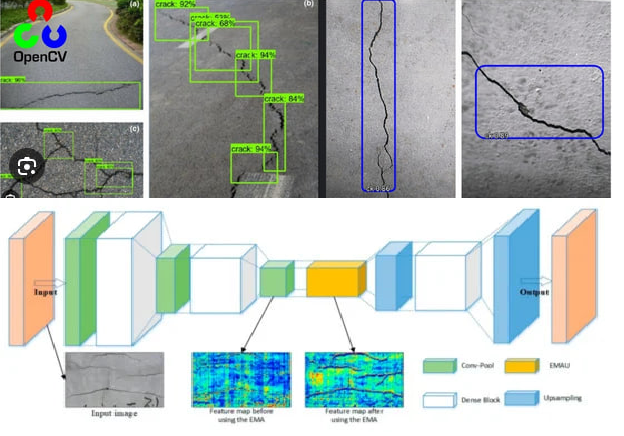 (a)
OpenCV
crack: 96%
(c)
crack: 92%
(b)
crack: 68%
crack: 94%
crack: 84%
crack: 94%
Input
Output
Input image
Feature map before
using the EMA
Feature map after
using the EMA
Conv-Pool
EMAU
Dense Block
Upsampling